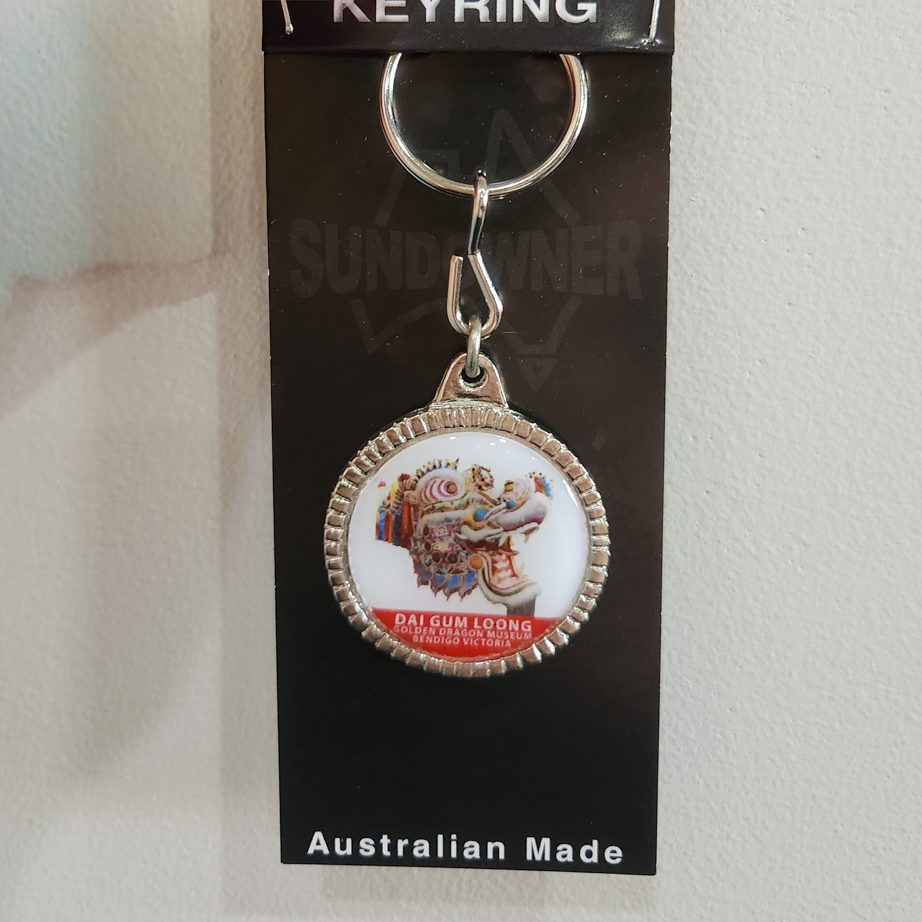 KEYRING
SUNDOWNER
DAI GUM LOONG
GOLDEN DRAGON MUSEUM
BENDIGO VICTORIA
Australian Made